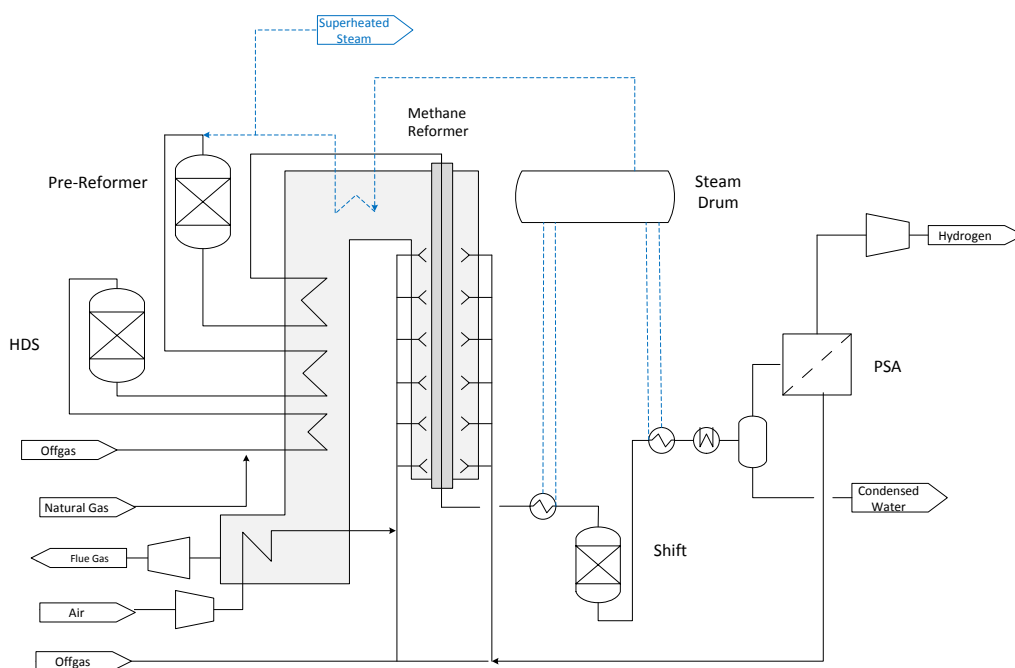 Superheated
Steam
Methane
Reformer
Pre-Reformer
Steam
Drum
Hydrogen
HDS
PSA
Offgas
Natural Gas
Condensed
Water
Shift
Flue Gas
Air
Offgas